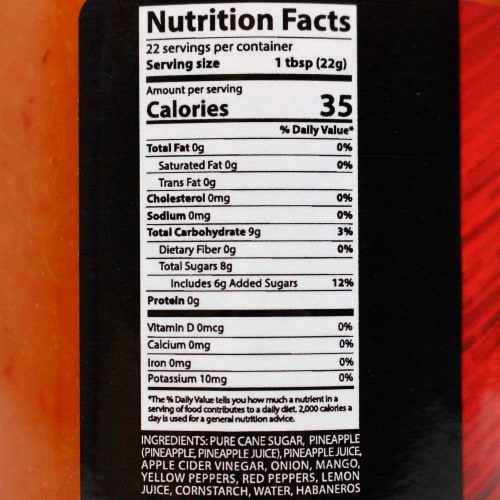 Nutrition Facts
22 servings per container
Serving size 1 tbsp (22g)
Amount per serving
Calories 35
% Daily Value*
Total Fat 0g 0%
Saturated Fat 0g 0%
Trans Fat 0g
Cholesterol 0mg 0%
Sodium 0mg 0%
Total Carbohydrate 9g 3%
Dietary Fiber 0g 0%
Total Sugars 8g
Includes 6g Added Sugars 12%
Protein 0g
Vitamin D 0mcg 0%
Calcium 0mg 0%
Iron 0mg 0%
Potassium 10mg 0%
*The % Daily Value tells you how much a nutrient in a
serving of food contributes to a daily diet. 2,000 calories a
day is used for a general nutrition advice.
INGREDIENTS: PURE CANE SUGAR, PINEAPPLE
(PINEAPPLE, PINEAPPLE JUICE), PINEAPPLE JUICE,
APPLE CIDER VINEGAR, ONION, MANGO,
YELLOW PEPPERS, RED PEPPERS, LEMON
JUICE, CORNSTARCH, WATER, HABANEROS